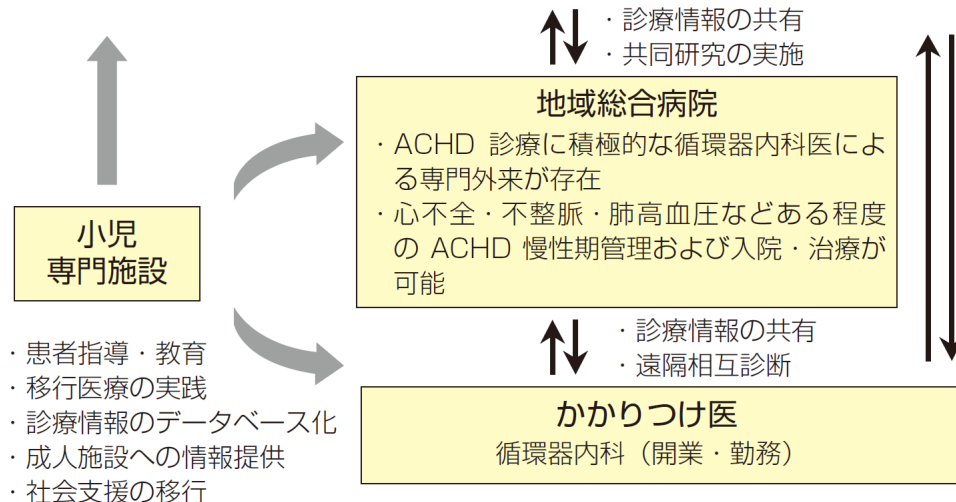 ・診療情報の共有
・共同研究の実施
地域総合病院
・ACHD 診療に積極的な循環器内科医によ
る専門外来が存在
・心不全・不整脈・肺高血圧などある程度
の ACHD 慢性期管理および入院・治療が
可能
小児
専門施設
・患者指導・教育
・移行医療の実践
・診療情報のデータベース化
・成人施設への情報提供
・社会支援の移行
・診療情報の共有
・遠隔相互診断
かかりつけ医
循環器内科（開業・勤務）